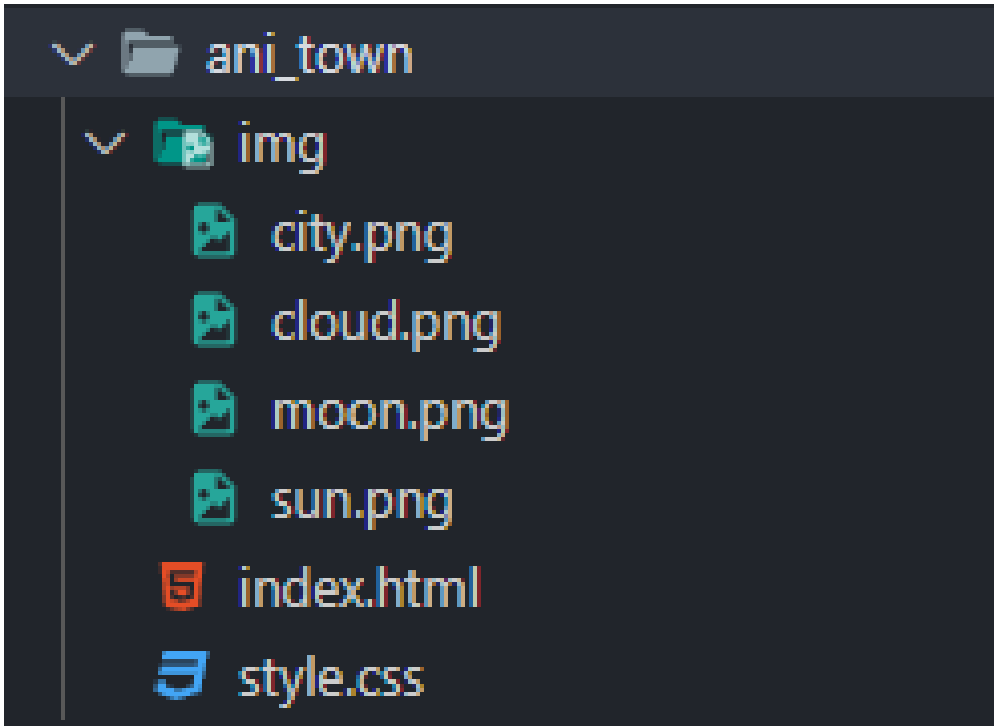 ani_town
img
city.png
cloud.png
moon.png
sun.png
index.html
style.css